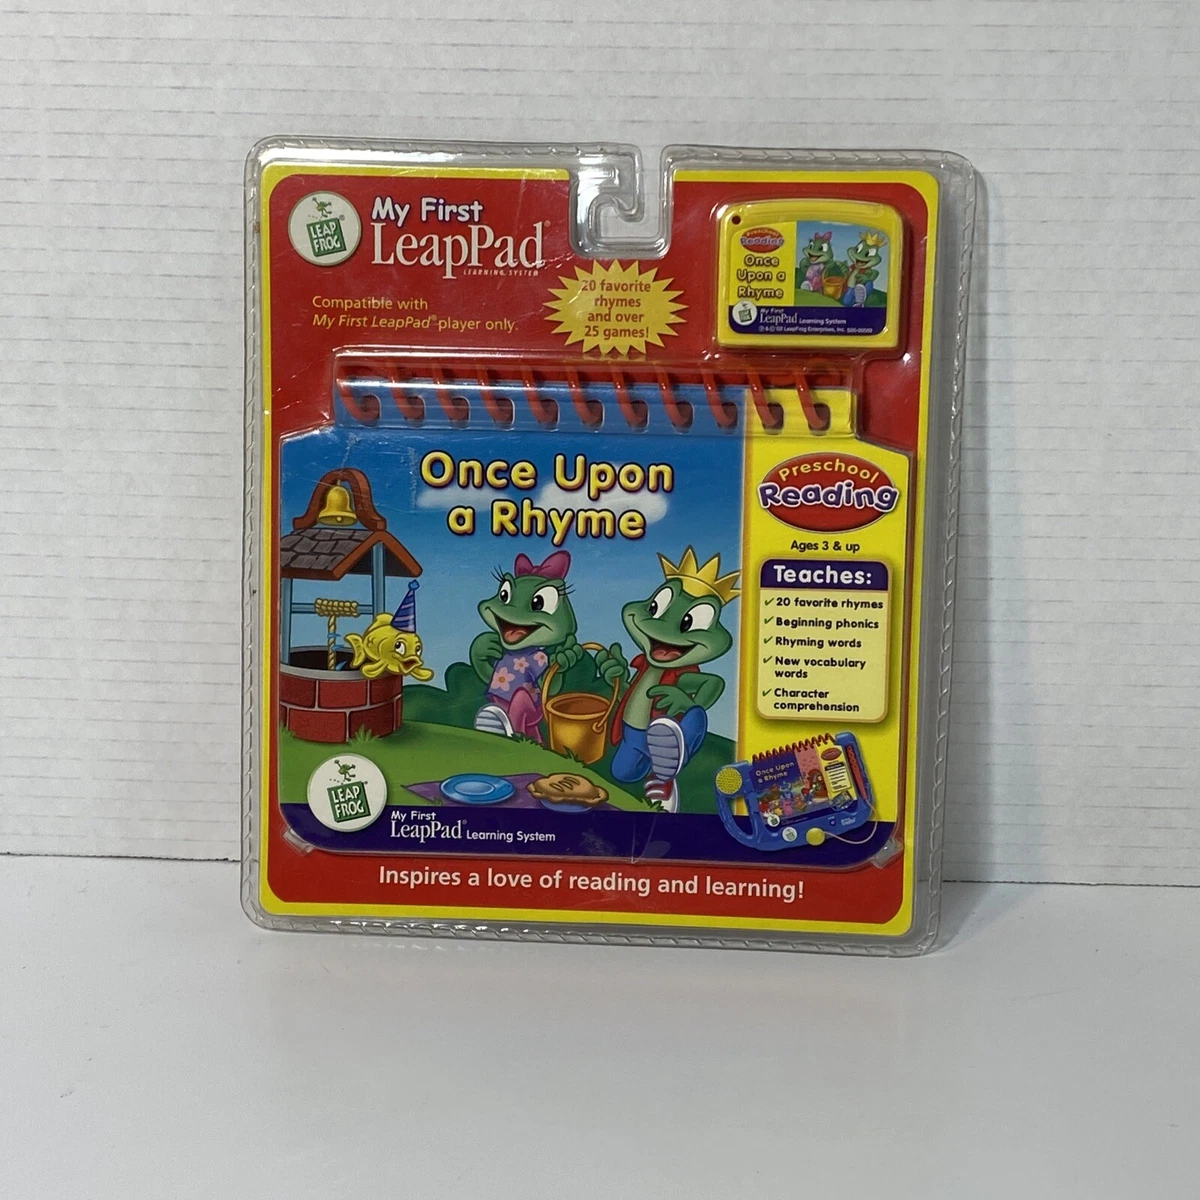 LEAP
FROG
My First
LeapPad®
LEARNING SYSTEM
Compatible with
My First LeapPad® player only.
20 favorite
rhymes
and over
25 games!
Preschool
Reading
Once
Upon a
Rhyme
My First
LeapPad Learning System
Once Upon
a Rhyme
Preschool
Reading
Ages 3 & up
Teaches:
✓ 20 favorite rhymes
✓ Beginning phonics
✓ Rhyming words
✓ New vocabulary
words
✓ Character
comprehension
Once Upon
a Rhyme
LEAP
FROG
My First
LeapPad® Learning System
Inspires a love of reading and learning!